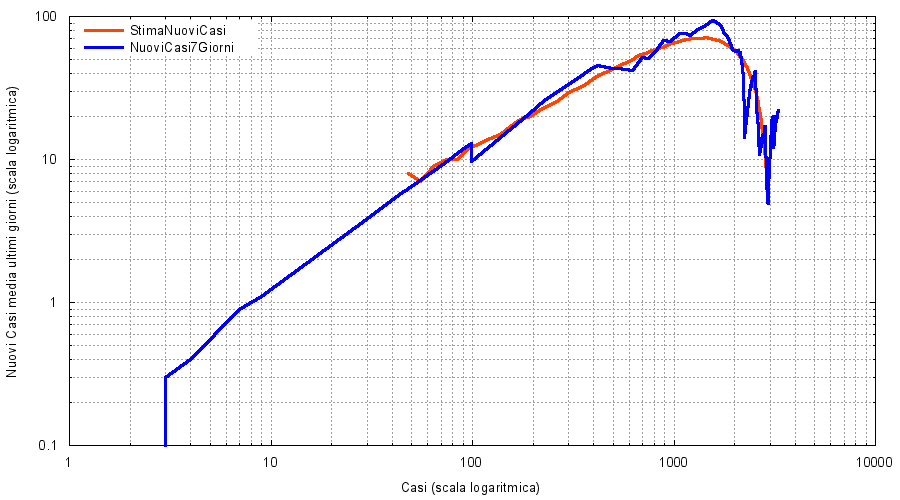 100
StimaNuoviCasi
NuoviCasi7Giorni
10
1
0.1
Nuovi Casi media ultimi giorni (scala logaritmica)
1 10 100 1000 10000
Casi (scala logaritmica)